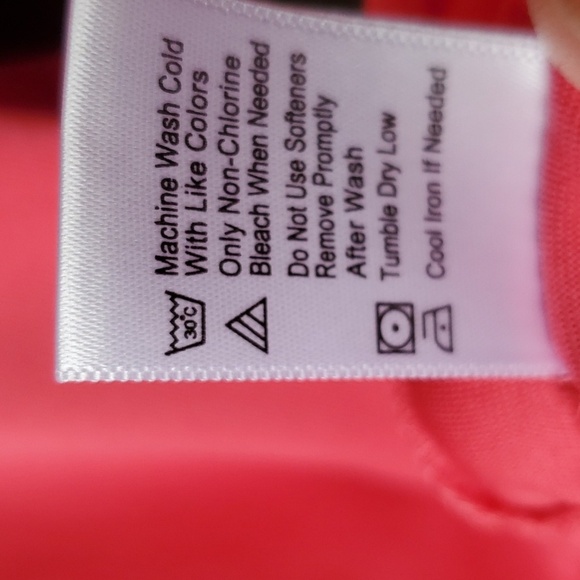 Machine Wash Cold
With Like Colors
Only Non-Chlorine
Bleach When Needed
Do Not Use Softeners
Remove Promptly
After Wash
Tumble Dry Low
Cool Iron If Needed
30°C